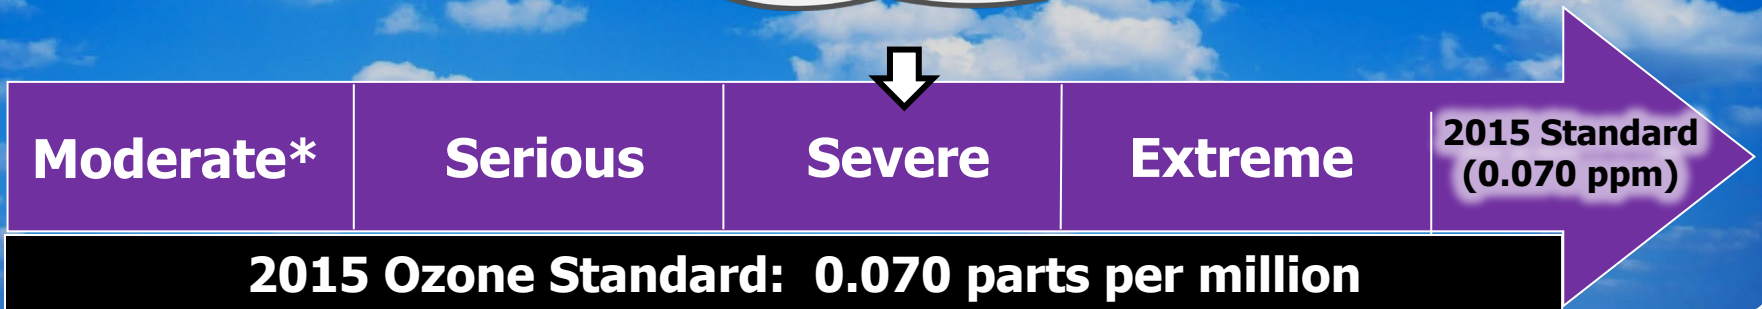 Moderate*
Serious
Severe
Extreme
2015 Standard
(0.070 ppm)
2015 Ozone Standard:  0.070 parts per million